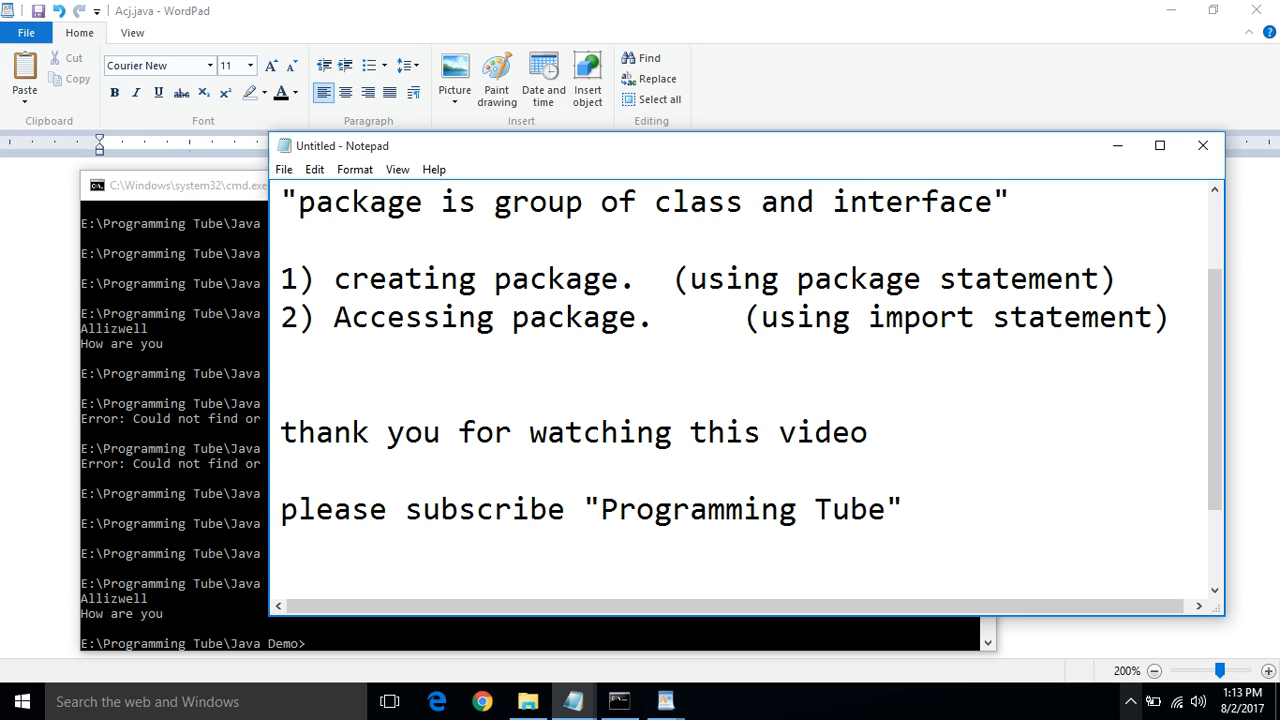 Acj.java - WordPad
File Home View
Paste
Cut
Copy
Clipboard
Courier New 11
B I U abc X₂ X²
Font
Paragraph
Picture
Paint drawing
Date and time
Insert object
Insert
Find
Replace
Select all
Editing
Untitled - Notepad
File Edit Format View Help
"package is group of class and interface"
1) creating package. (using package statement)
2) Accessing package. (using import statement)
thank you for watching this video
please subscribe "Programming Tube"
C:\Windows\system32\cmd.exe
E:\Programming Tube\Java
E:\Programming Tube\Java
E:\Programming Tube\Java
E:\Programming Tube\Java
Allizwell
How are you
E:\Programming Tube\Java
E:\Programming Tube\Java
Error: Could not find or
E:\Programming Tube\Java
Error: Could not find or
E:\Programming Tube\Java
E:\Programming Tube\Java
E:\Programming Tube\Java
E:\Programming Tube\Java
Allizwell
How are you
E:\Programming Tube\Java Demo>
200%
Search the web and Windows
1:13 PM
8/2/2017